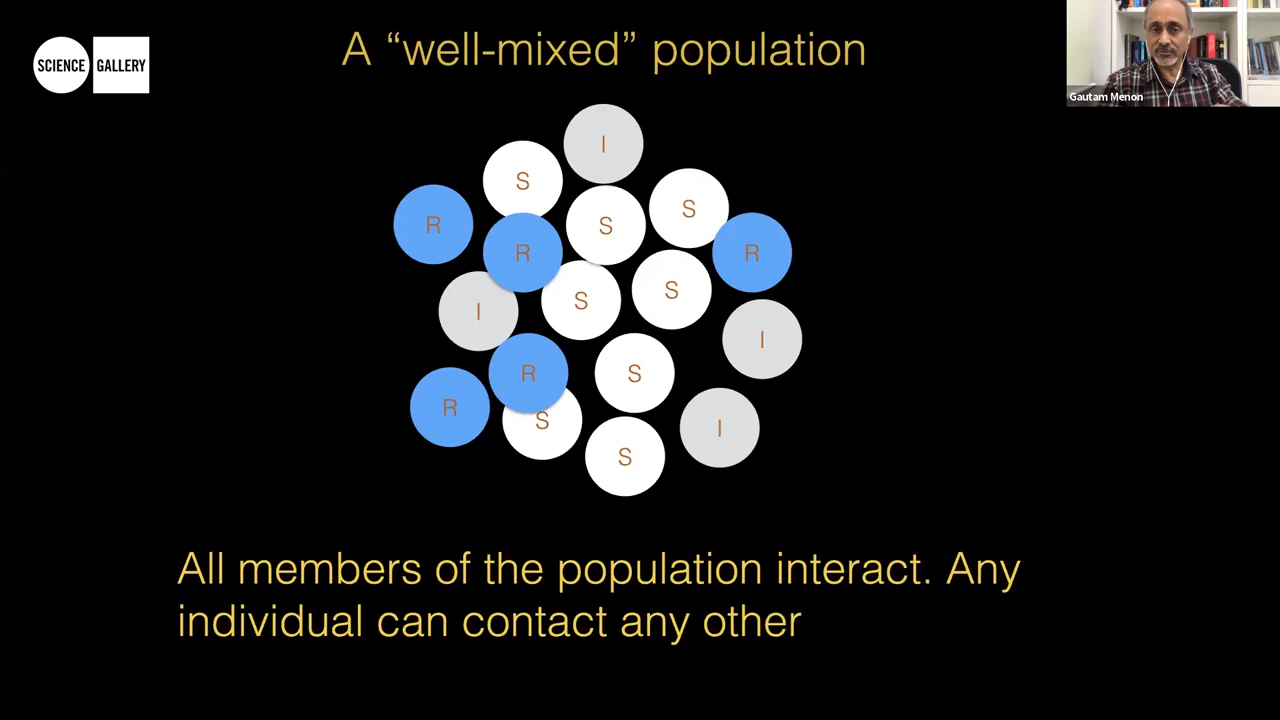 A “well-mixed” population
SCIENCE GALLERY
Gautam Menon
I
S
S
R
S
R
R
S
S
I
I
R
S
R
S
I
S
All members of the population interact. Any
individual can contact any other